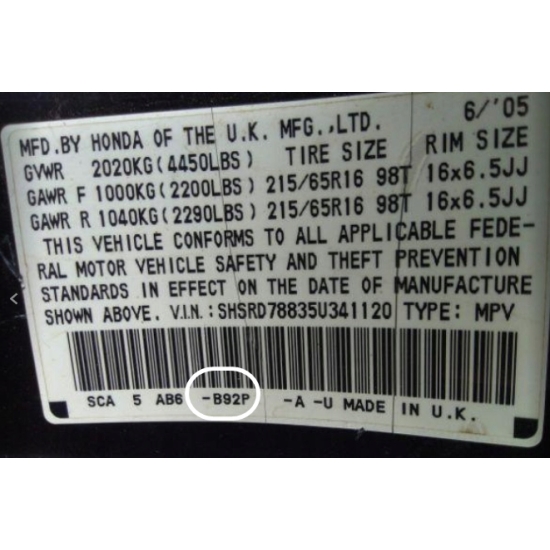 6/'05
MFD.BY HONDA OF THE U.K. MFG.,LTD.
GVWR 2020KG(4450LBS) TIRE SIZE RIM SIZE
GAWR F 1000KG(2200LBS) 215/65R16 98T 16x6.5JJ
GAWR R 1040KG(2290LBS) 215/65R16 98T 16x6.5JJ
THIS VEHICLE CONFORMS TO ALL APPLICABLE FEDE-
RAL MOTOR VEHICLE SAFETY AND THEFT PREVENTION
STANDARDS IN EFFECT ON THE DATE OF MANUFACTURE
SHOWN ABOVE. V.I.N.:SHSRD78835U341120 TYPE: MPV
SCA 5 AB6 -B92P -A -U MADE IN U.K.